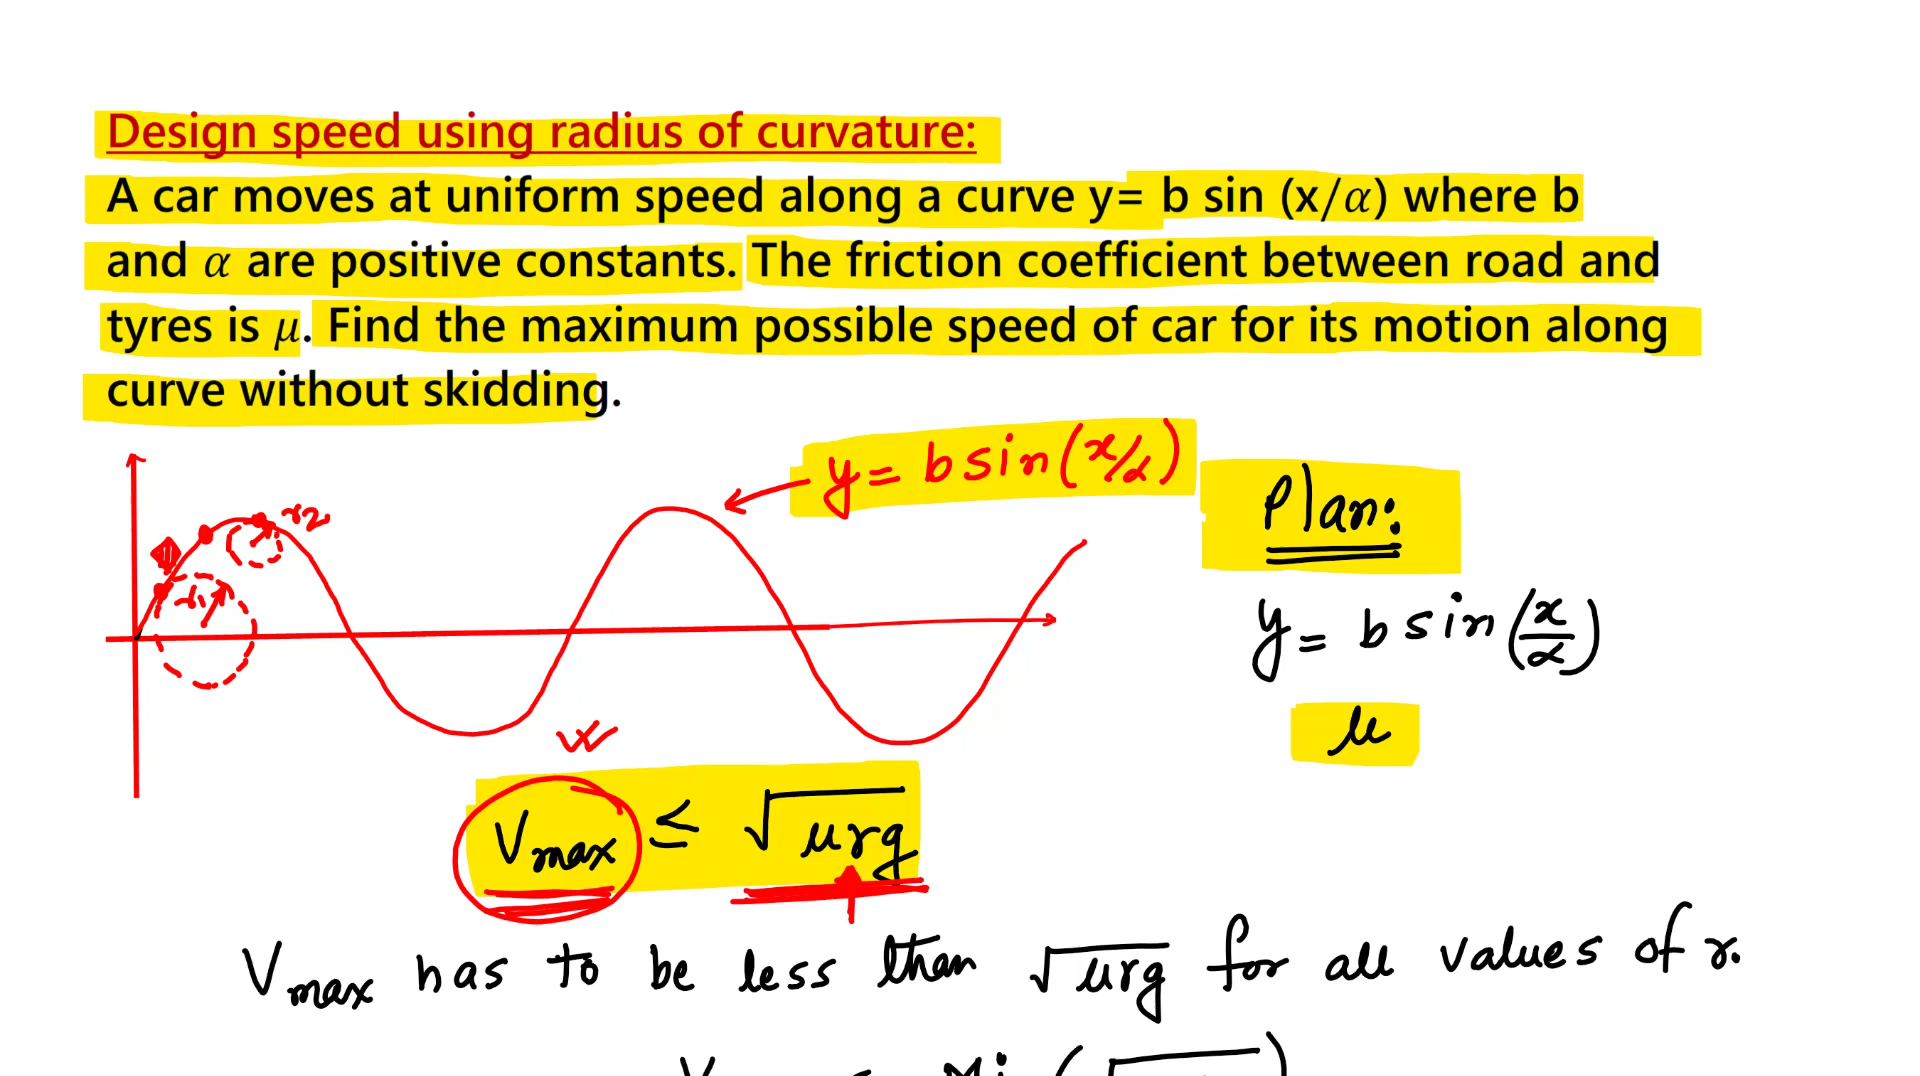 Design speed using radius of curvature:
A car moves at uniform speed along a curve y= b sin (x/α) where b
and α are positive constants. The friction coefficient between road and
tyres is μ. Find the maximum possible speed of car for its motion along
curve without skidding.
y= b sin(x/α)
Plan:
r2
r1
y= b sin(x/α)
μ
Vmax ≤ √μrg
Vmax has to be less than √μrg for all values of r.